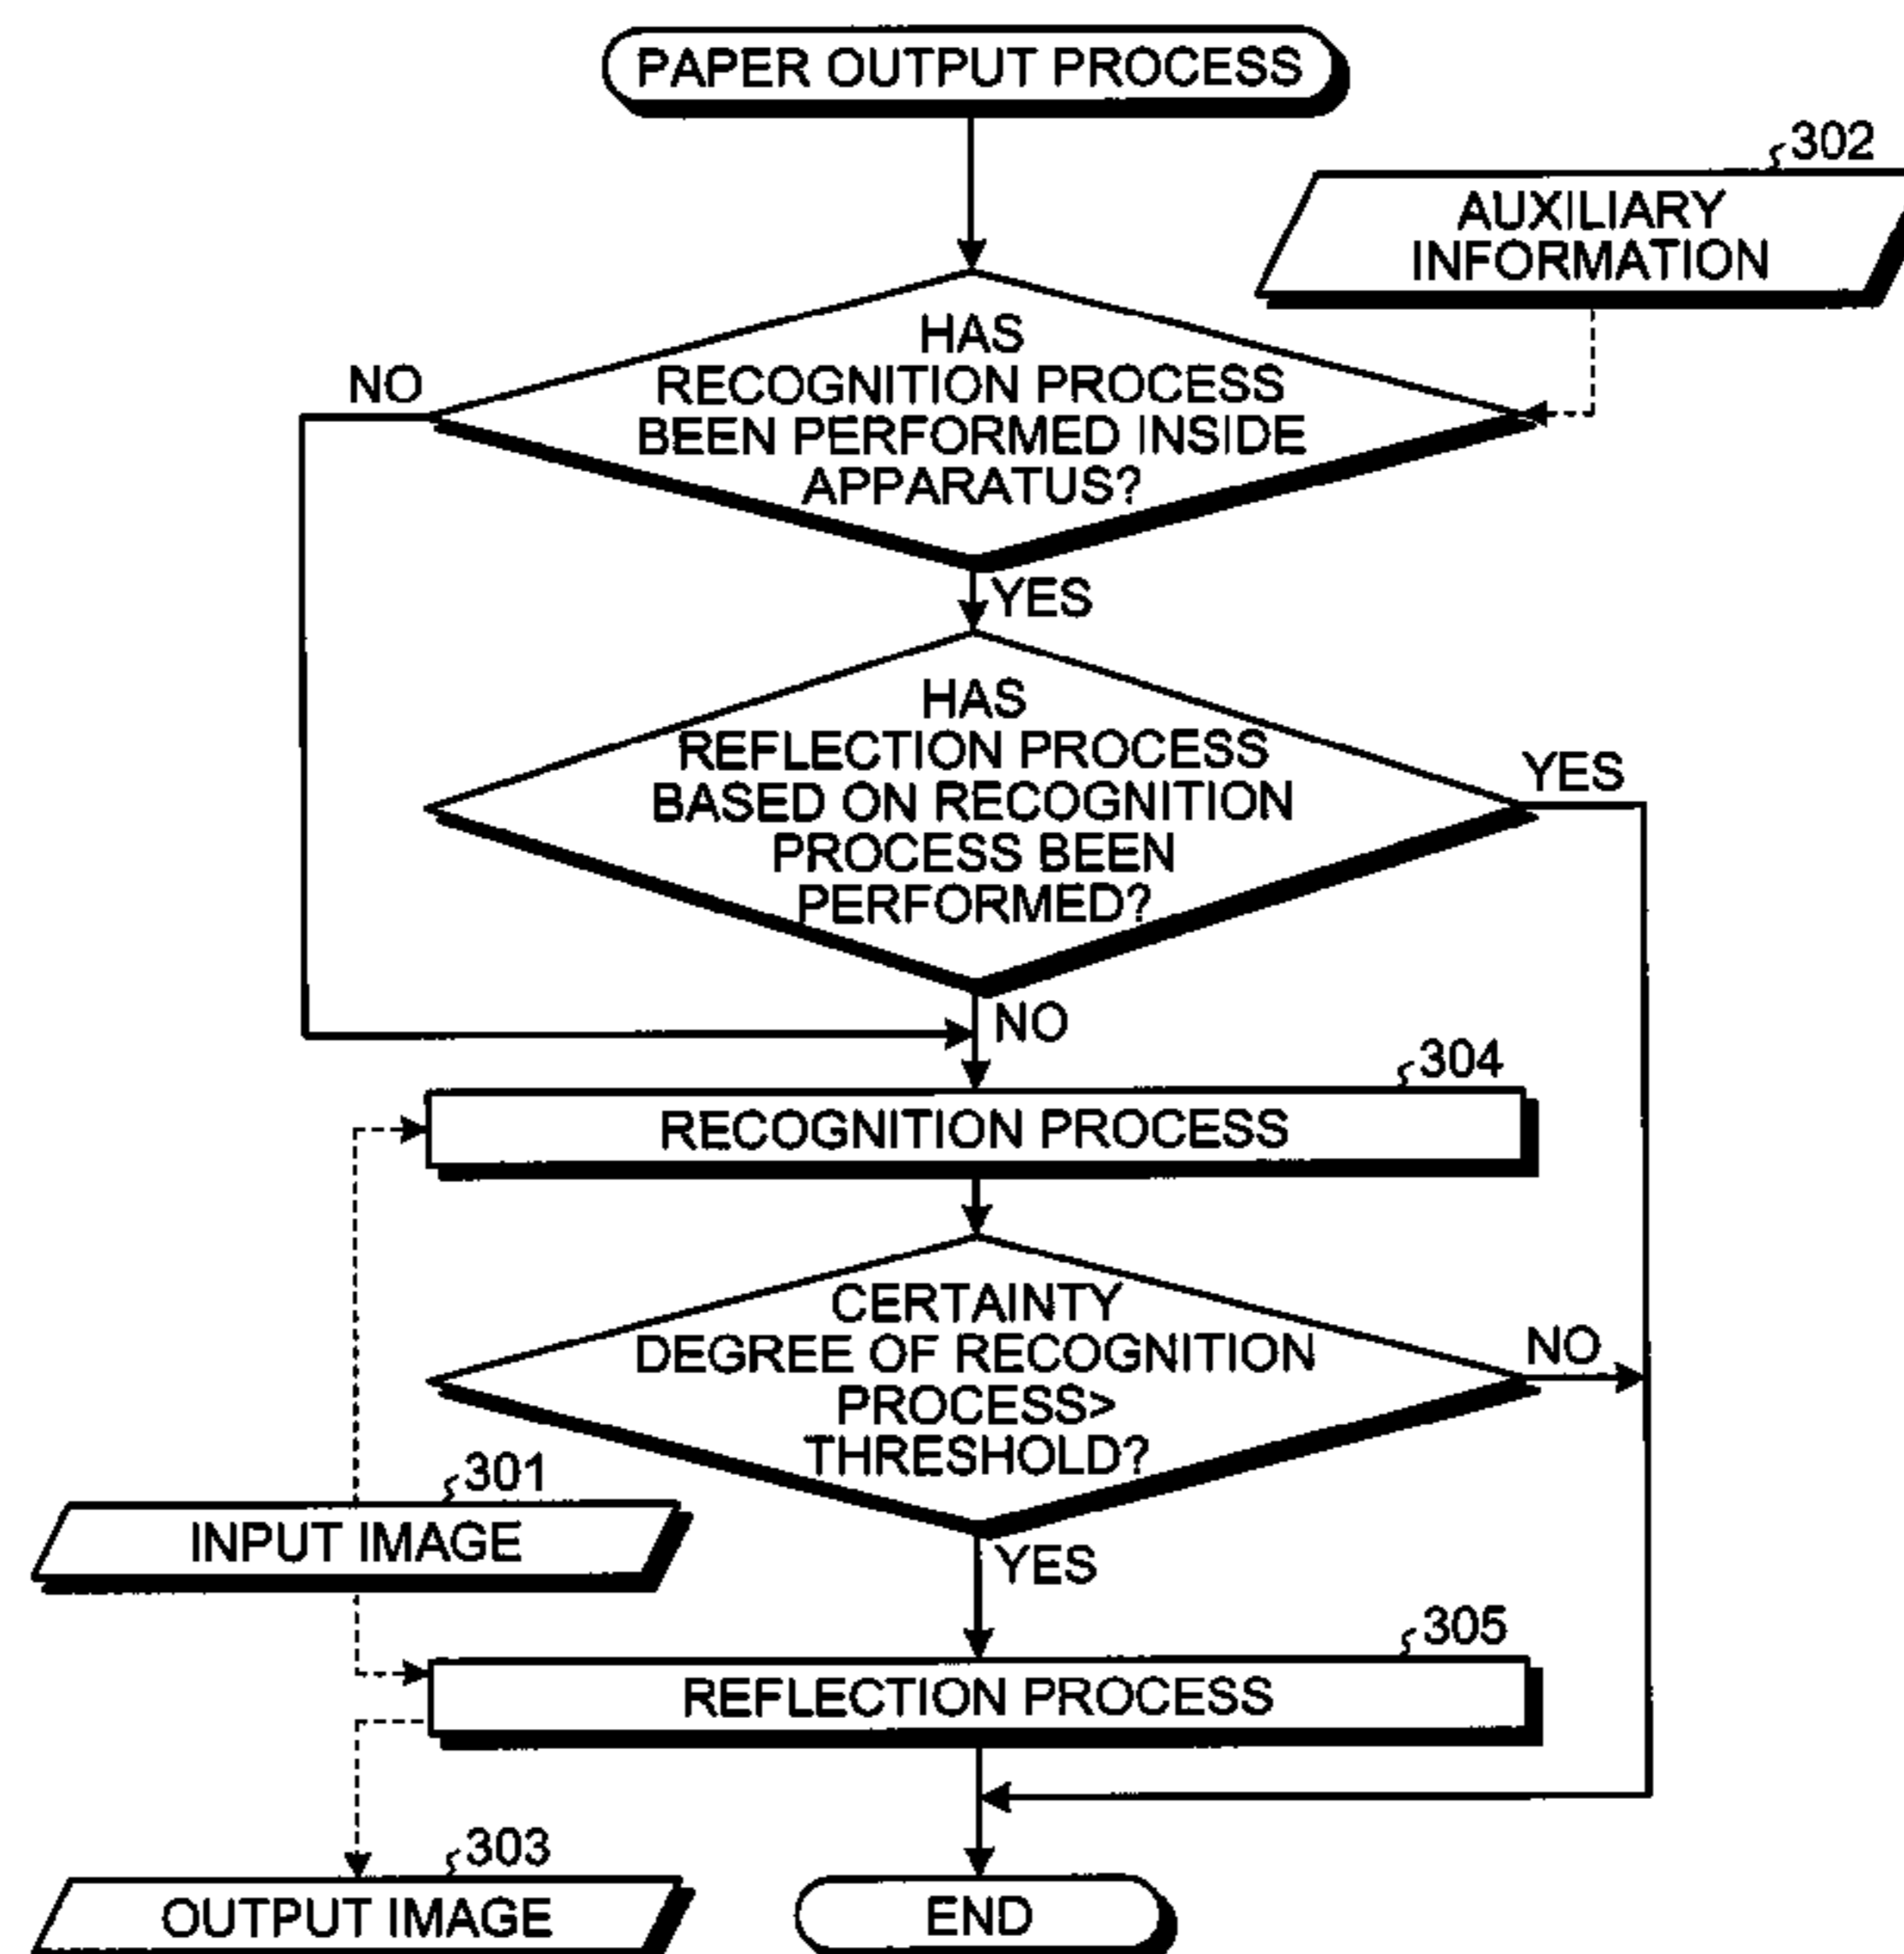 PAPER OUTPUT PROCESS
302
AUXILIARY
INFORMATION
HAS
RECOGNITION PROCESS
BEEN PERFORMED INSIDE
APPARATUS?
NO
YES
HAS
REFLECTION PROCESS
BASED ON RECOGNITION
PROCESS BEEN
PERFORMED?
YES
NO
304
RECOGNITION PROCESS
CERTAINTY
DEGREE OF RECOGNITION
PROCESS>
THRESHOLD?
NO
301
INPUT IMAGE
YES
305
REFLECTION PROCESS
303
OUTPUT IMAGE
END